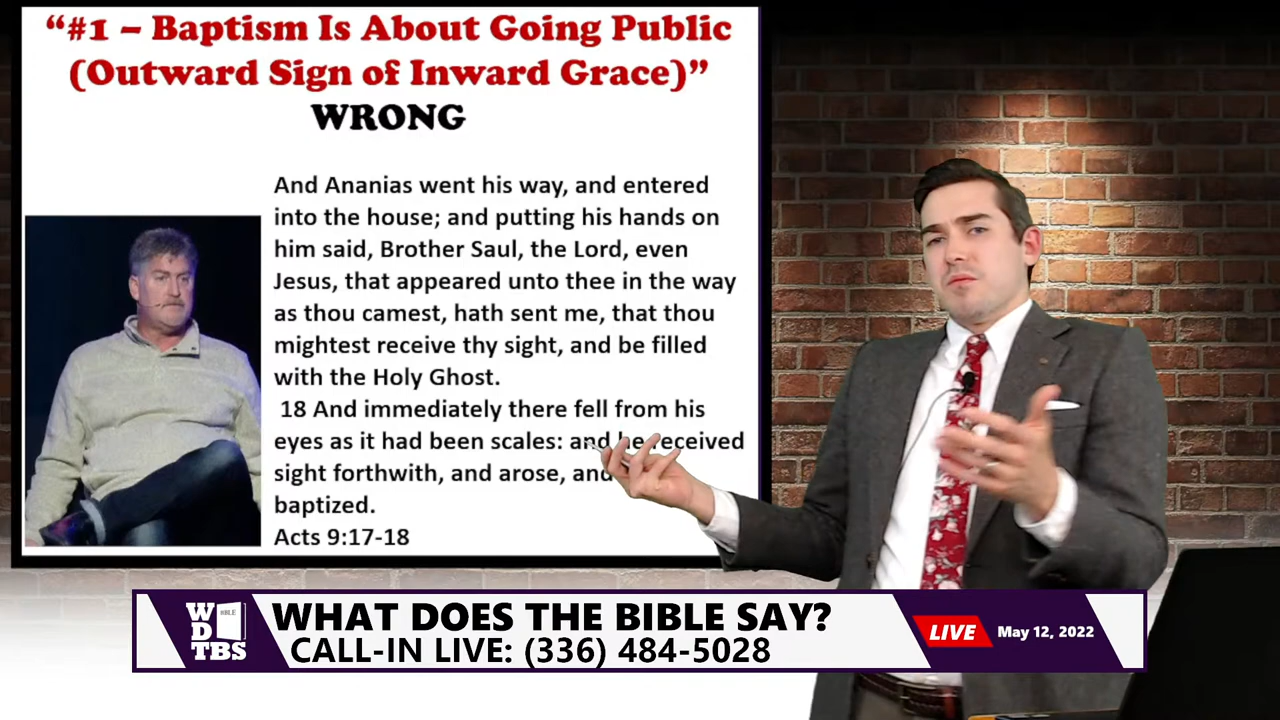 “#1 – Baptism Is About Going Public
(Outward Sign of Inward Grace)”
WRONG
And Ananias went his way, and entered
into the house; and putting his hands on
him said, Brother Saul, the Lord, even
Jesus, that appeared unto thee in the way
as thou camest, hath sent me, that thou
mightest receive thy sight, and be filled
with the Holy Ghost.
18 And immediately there fell from his
eyes as it had been scales: and he received
sight forthwith, and arose, and
baptized.
Acts 9:17-18
WDTBS
BIBLE
WHAT DOES THE BIBLE SAY?
CALL-IN LIVE: (336) 484-5028
LIVE
May 12, 2022